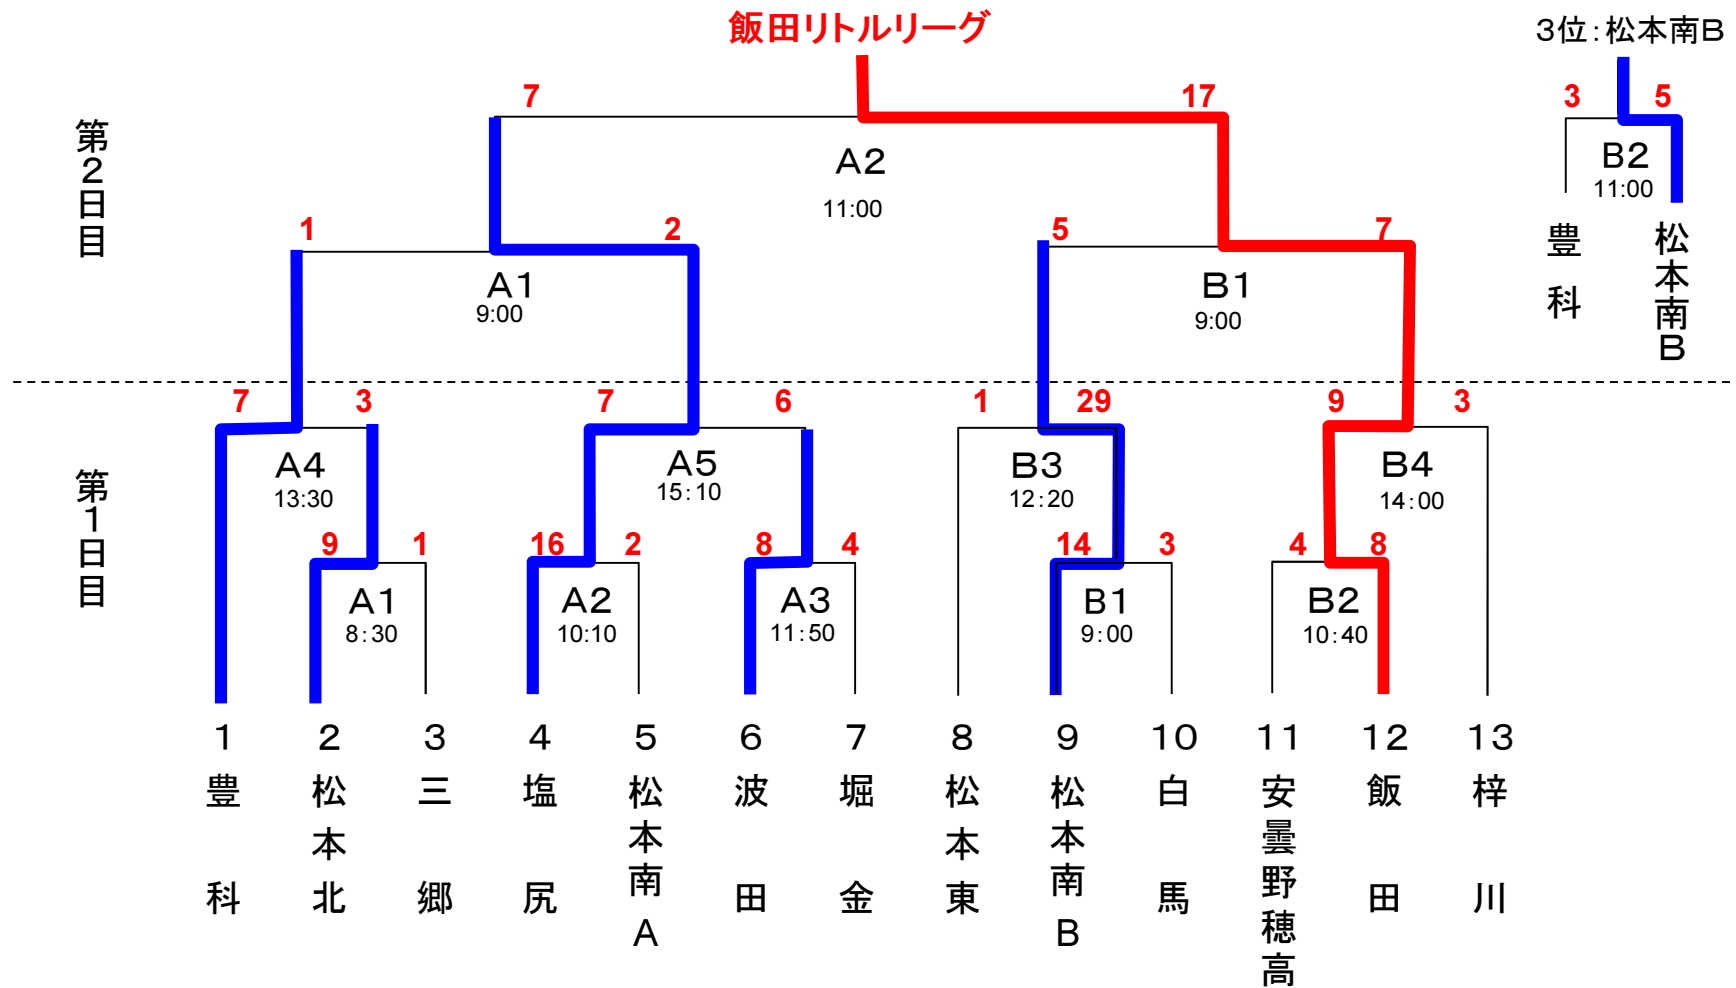 飯田リトルリーグ
3位:松本南B
7
17
3
5
第2日目
A2
11:00
B2
11:00
1
2
5
7
豊科
松本南B
A1
9:00
B1
9:00
7
3
7
6
1
29
9
3
第1日目
A4
13:30
A5
15:10
B3
12:20
B4
14:00
9
1
16
2
8
4
14
3
4
8
A1
8:30
A2
10:10
A3
11:50
B1
9:00
B2
10:40
1
2
3
4
5
6
7
8
9
10
11
12
13
豊科
松本北
三郷
塩尻
松本南A
波田
堀金
松本東
松本南B
白馬
安曇野穂高
飯田
梓川